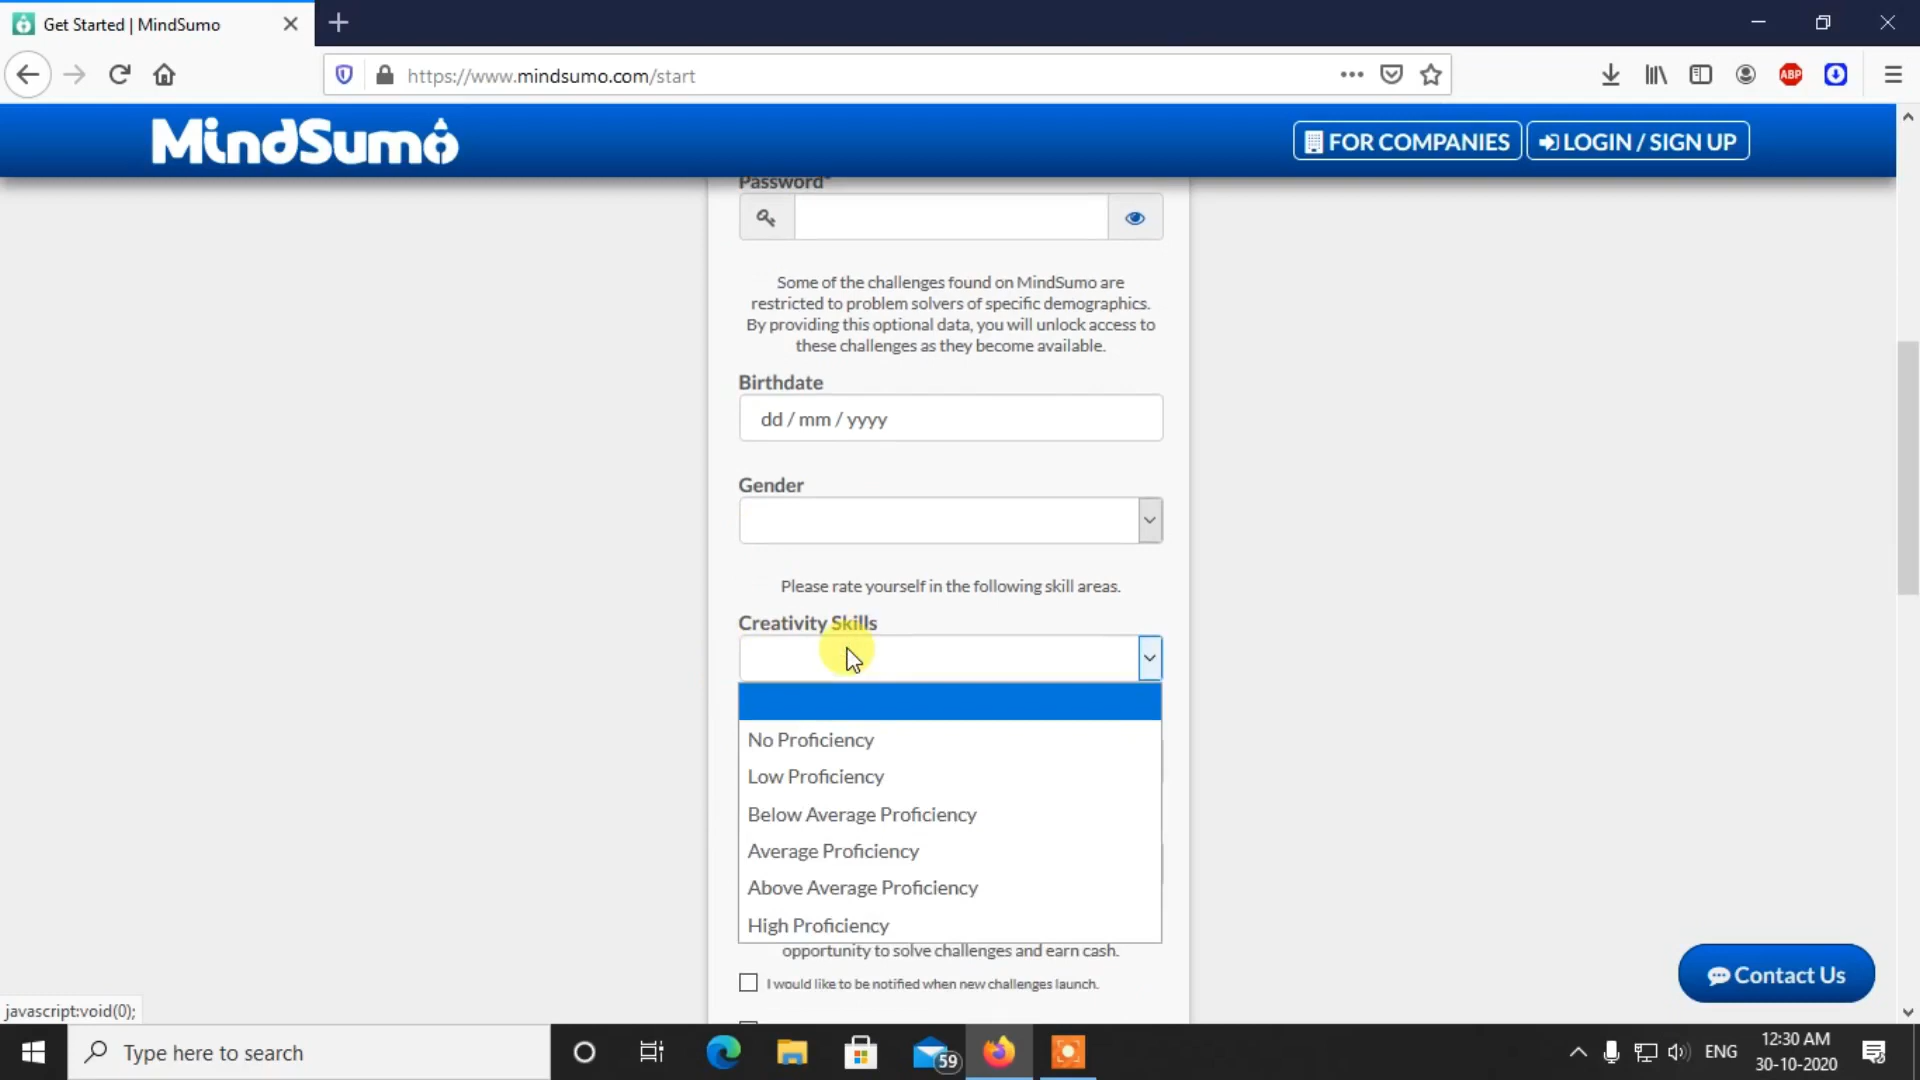 Get Started | MindSumo
https://www.mindsumo.com/start
ABP
MindSumo
FOR COMPANIES
LOGIN / SIGN UP
Password*
Some of the challenges found on MindSumo are
restricted to problem solvers of specific demographics.
By providing this optional data, you will unlock access to
these challenges as they become available.
Birthdate
dd / mm / yyyy
Gender
Please rate yourself in the following skill areas.
Creativity Skills
No Proficiency
Low Proficiency
Below Average Proficiency
Average Proficiency
Above Average Proficiency
High Proficiency
opportunity to solve challenges and earn cash.
I would like to be notified when new challenges launch.
Contact Us
javascript:void(0);
Type here to search
59
ENG
12:30 AM
30-10-2020